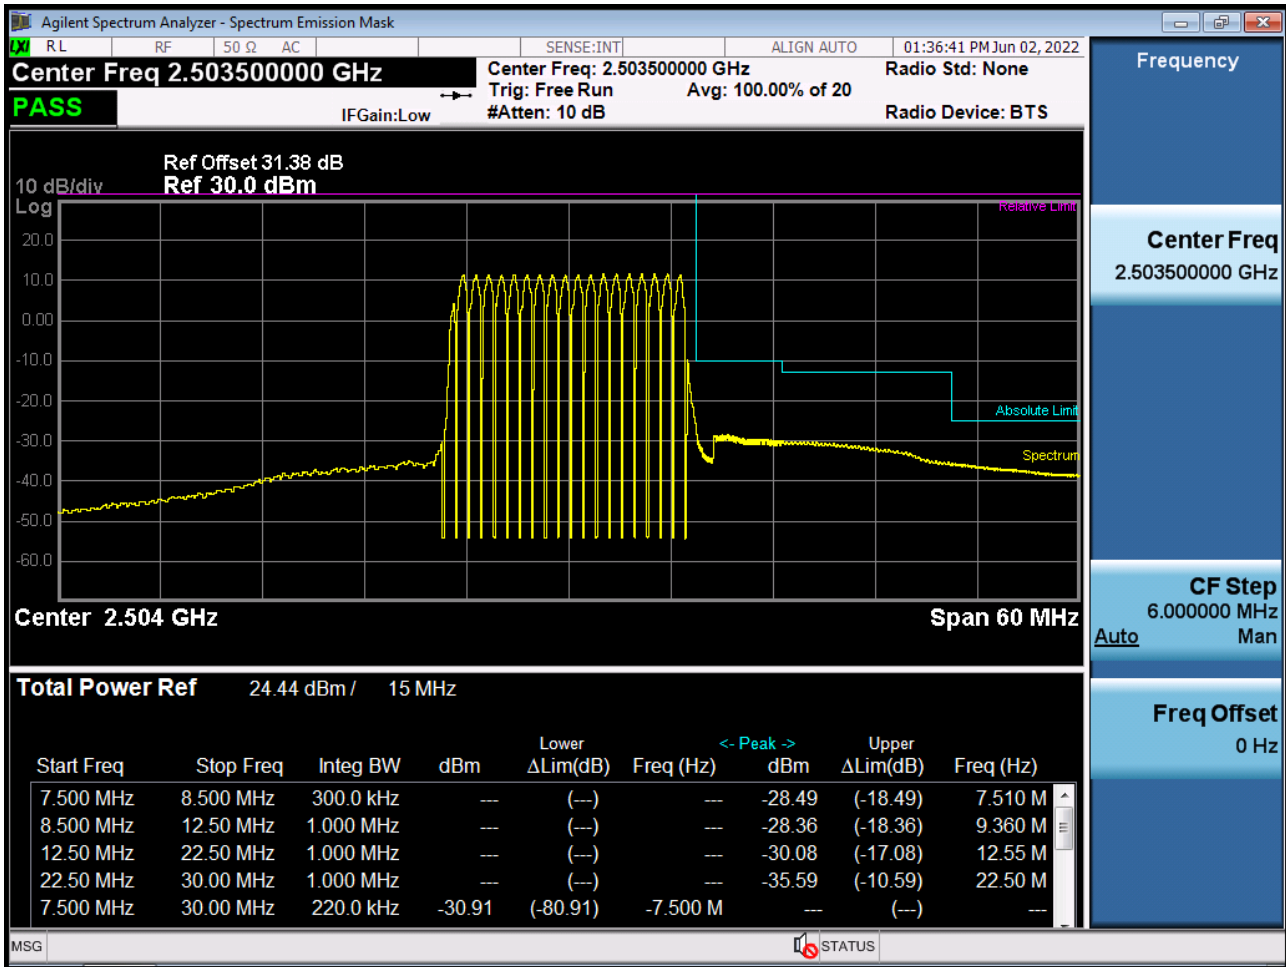 Agilent Spectrum Analyzer - Spectrum Emission Mask
LXI RL RF 50 Ω AC SENSE:INT ALIGN AUTO 01:36:41 PM Jun 02, 2022
Center Freq 2.503500000 GHz
Center Freq: 2.503500000 GHz
Radio Std: None
Trig: Free Run Avg: 100.00% of 20
PASS
IFGain:Low
#Atten: 10 dB
Radio Device: BTS
Ref Offset 31.38 dB
10 dB/div Ref 30.0 dBm
Log
Relative Limit
20.0
10.0
0.00
-10.0
-20.0
Absolute Limit
-30.0
Spectrum
-40.0
-50.0
-60.0
Center 2.504 GHz Span 60 MHz
Total Power Ref 24.44 dBm / 15 MHz
Lower <- Peak -> Upper
Start Freq Stop Freq Integ BW dBm ΔLim(dB) Freq (Hz) dBm ΔLim(dB) Freq (Hz)
7.500 MHz 8.500 MHz 300.0 kHz --- (---) --- -28.49 (-18.49) 7.510 M
8.500 MHz 12.50 MHz 1.000 MHz --- (---) --- -28.36 (-18.36) 9.360 M
12.50 MHz 22.50 MHz 1.000 MHz --- (---) --- -30.08 (-17.08) 12.55 M
22.50 MHz 30.00 MHz 1.000 MHz --- (---) --- -35.59 (-10.59) 22.50 M
7.500 MHz 30.00 MHz 220.0 kHz -30.91 (-80.91) -7.500 M --- (---) ---
MSG STATUS
Frequency
Center Freq
2.503500000 GHz
CF Step
6.000000 MHz
Auto Man
Freq Offset
0 Hz